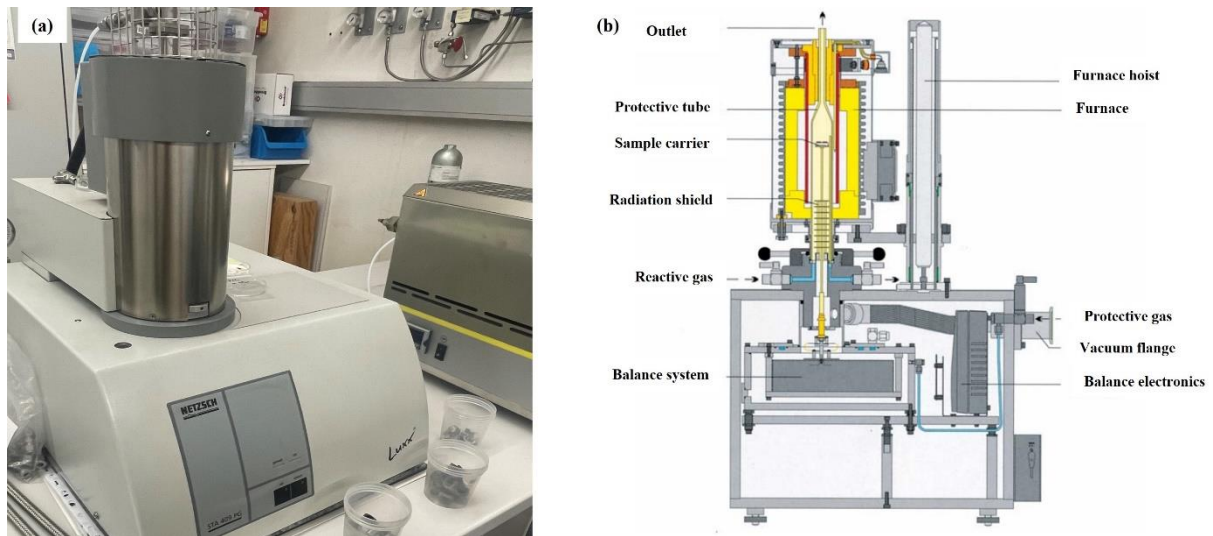 (a)
NETZSCH
Luxx
STA 409 PG
(b)
Outlet
Furnace hoist
Protective tube
Furnace
Sample carrier
Radiation shield
Reactive gas
Protective gas
Vacuum flange
Balance system
Balance electronics